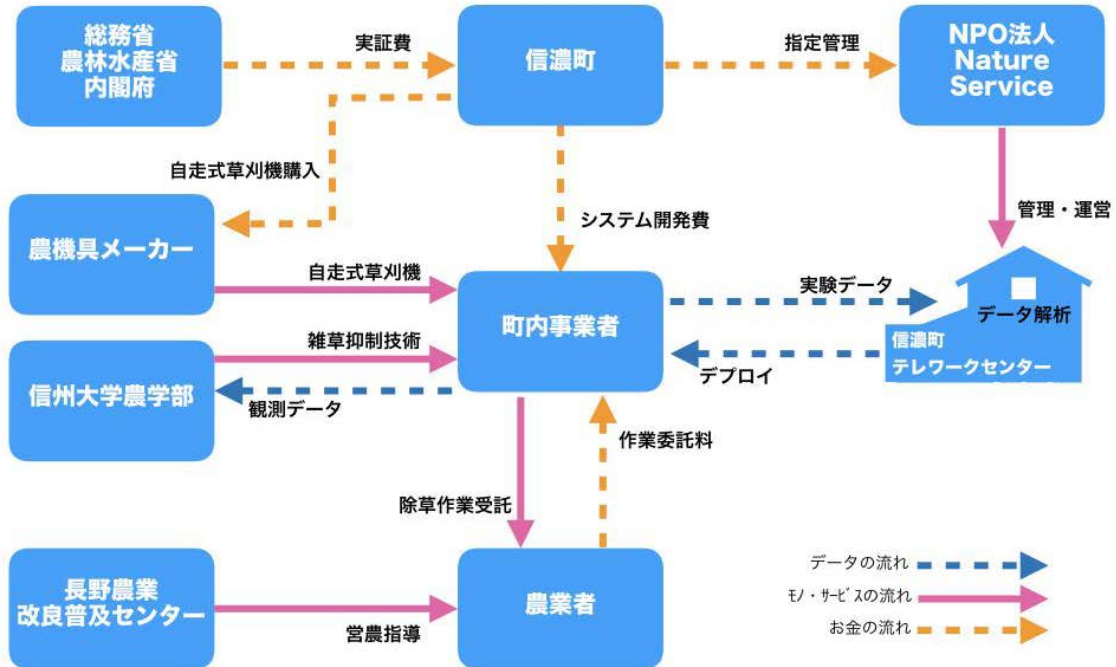 総務省
農林水産省
内閣府
実証費
信濃町
指定管理
NPO法人
Nature
Service
自走式草刈機購入
システム開発費
管理・運営
農機具メーカー
自走式草刈機
町内事業者
実験データ
データ解析
信濃町
テレワークセンター
デプロイ
信州大学農学部
雑草抑制技術
観測データ
作業委託料
除草作業受託
長野農業
改良普及センター
営農指導
農業者
データの流れ
ﾓﾉ・ｻｰﾋﾞｽの流れ
お金の流れ